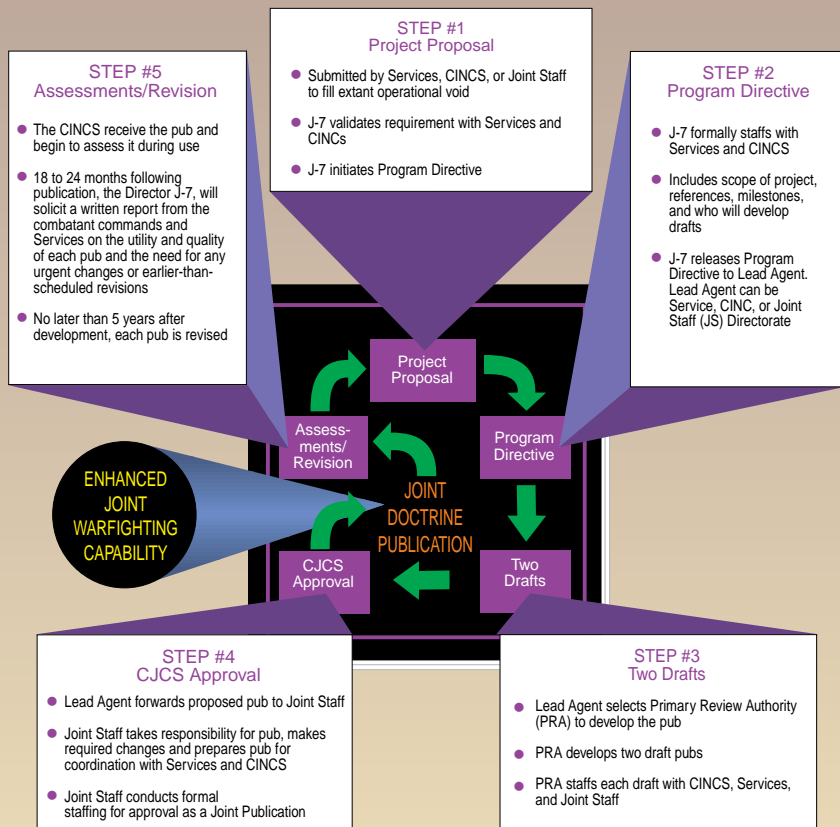 STEP #1
Project Proposal
● Submitted by Services, CINCS, or Joint Staff
to fill extant operational void
● J-7 validates requirement with Services and
CINCs
● J-7 initiates Program Directive
STEP #5
Assessments/Revision
● The CINCS receive the pub and
begin to assess it during use
● 18 to 24 months following
publication, the Director J-7, will
solicit a written report from the
combatant commands and
Services on the utility and quality
of each pub and the need for any
urgent changes or earlier-than-
scheduled revisions
● No later than 5 years after
development, each pub is revised
STEP #2
Program Directive
● J-7 formally staffs with
Services and CINCS
● Includes scope of project,
references, milestones,
and who will develop
drafts
● J-7 releases Program
Directive to Lead Agent.
Lead Agent can be
Service, CINC, or Joint
Staff (JS) Directorate
Project
Proposal
Assess-
ments/
Revision
Program
Directive
ENHANCED
JOINT
WARFIGHTING
CAPABILITY
JOINT
DOCTRINE
PUBLICATION
CJCS
Approval
Two
Drafts
STEP #4
CJCS Approval
● Lead Agent forwards proposed pub to Joint Staff
● Joint Staff takes responsibility for pub, makes
required changes and prepares pub for
coordination with Services and CINCS
● Joint Staff conducts formal
staffing for approval as a Joint Publication
STEP #3
Two Drafts
● Lead Agent selects Primary Review Authority
(PRA) to develop the pub
● PRA develops two draft pubs
● PRA staffs each draft with CINCS, Services,
and Joint Staff